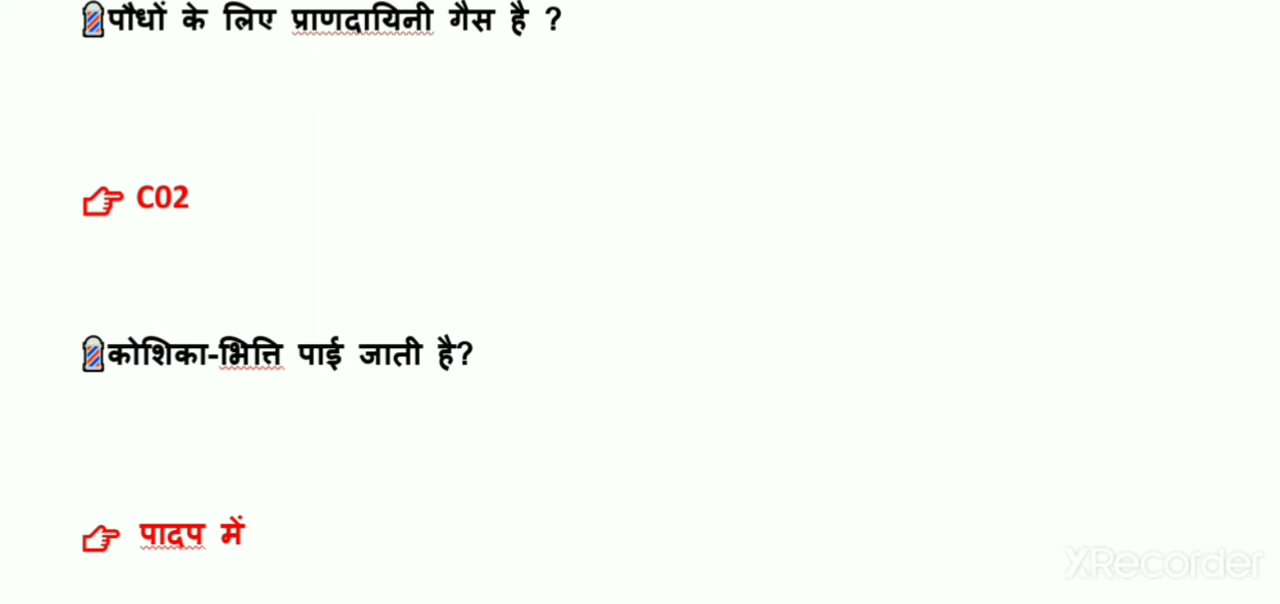 💈पौधों के लिए प्राणदायिनी गैस है ?
👉 C02
💈कोशिका-भित्ति पाई जाती है?
👉 पादप में
XRecorder